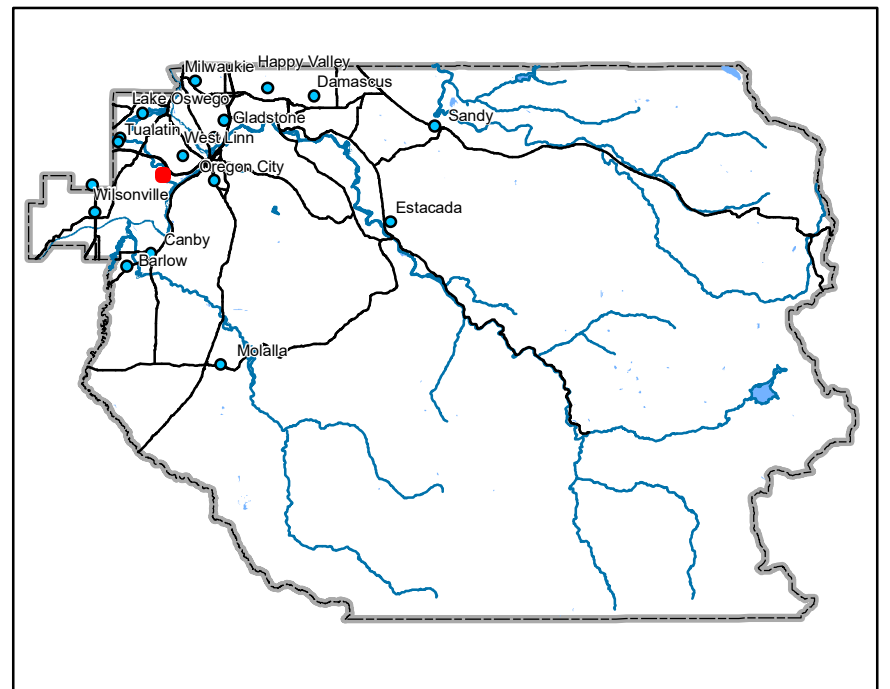 Milwaukie
Happy Valley
Damascus
Lake Oswego
Gladstone
Sandy
Tualatin
West Linn
Oregon City
Wilsonville
Estacada
Canby
Barlow
Molalla